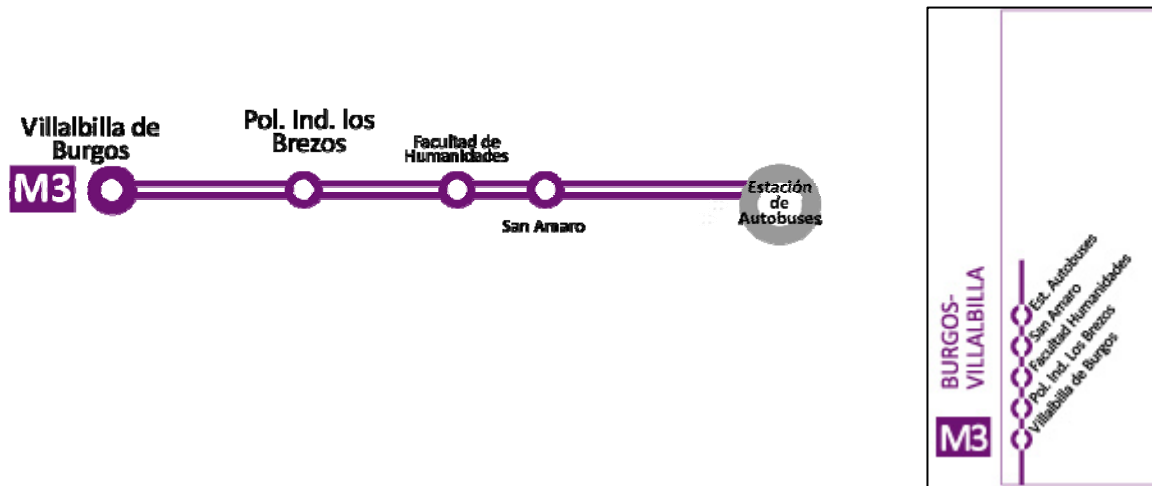 Villalbilla de
Burgos
Pol. Ind. los
Brezos
Facultad de
Humanidades
M3
Estación
de
Autobuses
San Amaro
BURGOS-
VILLALBILLA
M3
Est. Autobuses
San Amaro
Facultad Humanidades
Pol. Ind. Los Brezos
Villalbilla de Burgos